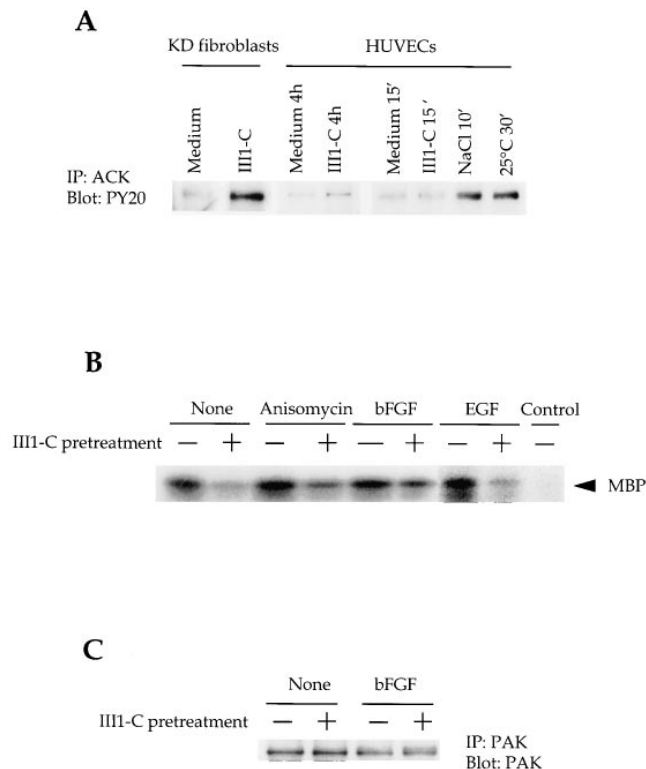 A
KD fibroblasts HUVECs
Medium III1-C Medium 4h III1-C 4h Medium 15′ III1-C 15′ NaCl 10′ 25°C 30′
IP: ACK
Blot: PY20
B
None Anisomycin bFGF EGF Control
III1-C pretreatment − + − + − + − + −
MBP
C
None bFGF
III1-C pretreatment − + − +
IP: PAK
Blot: PAK